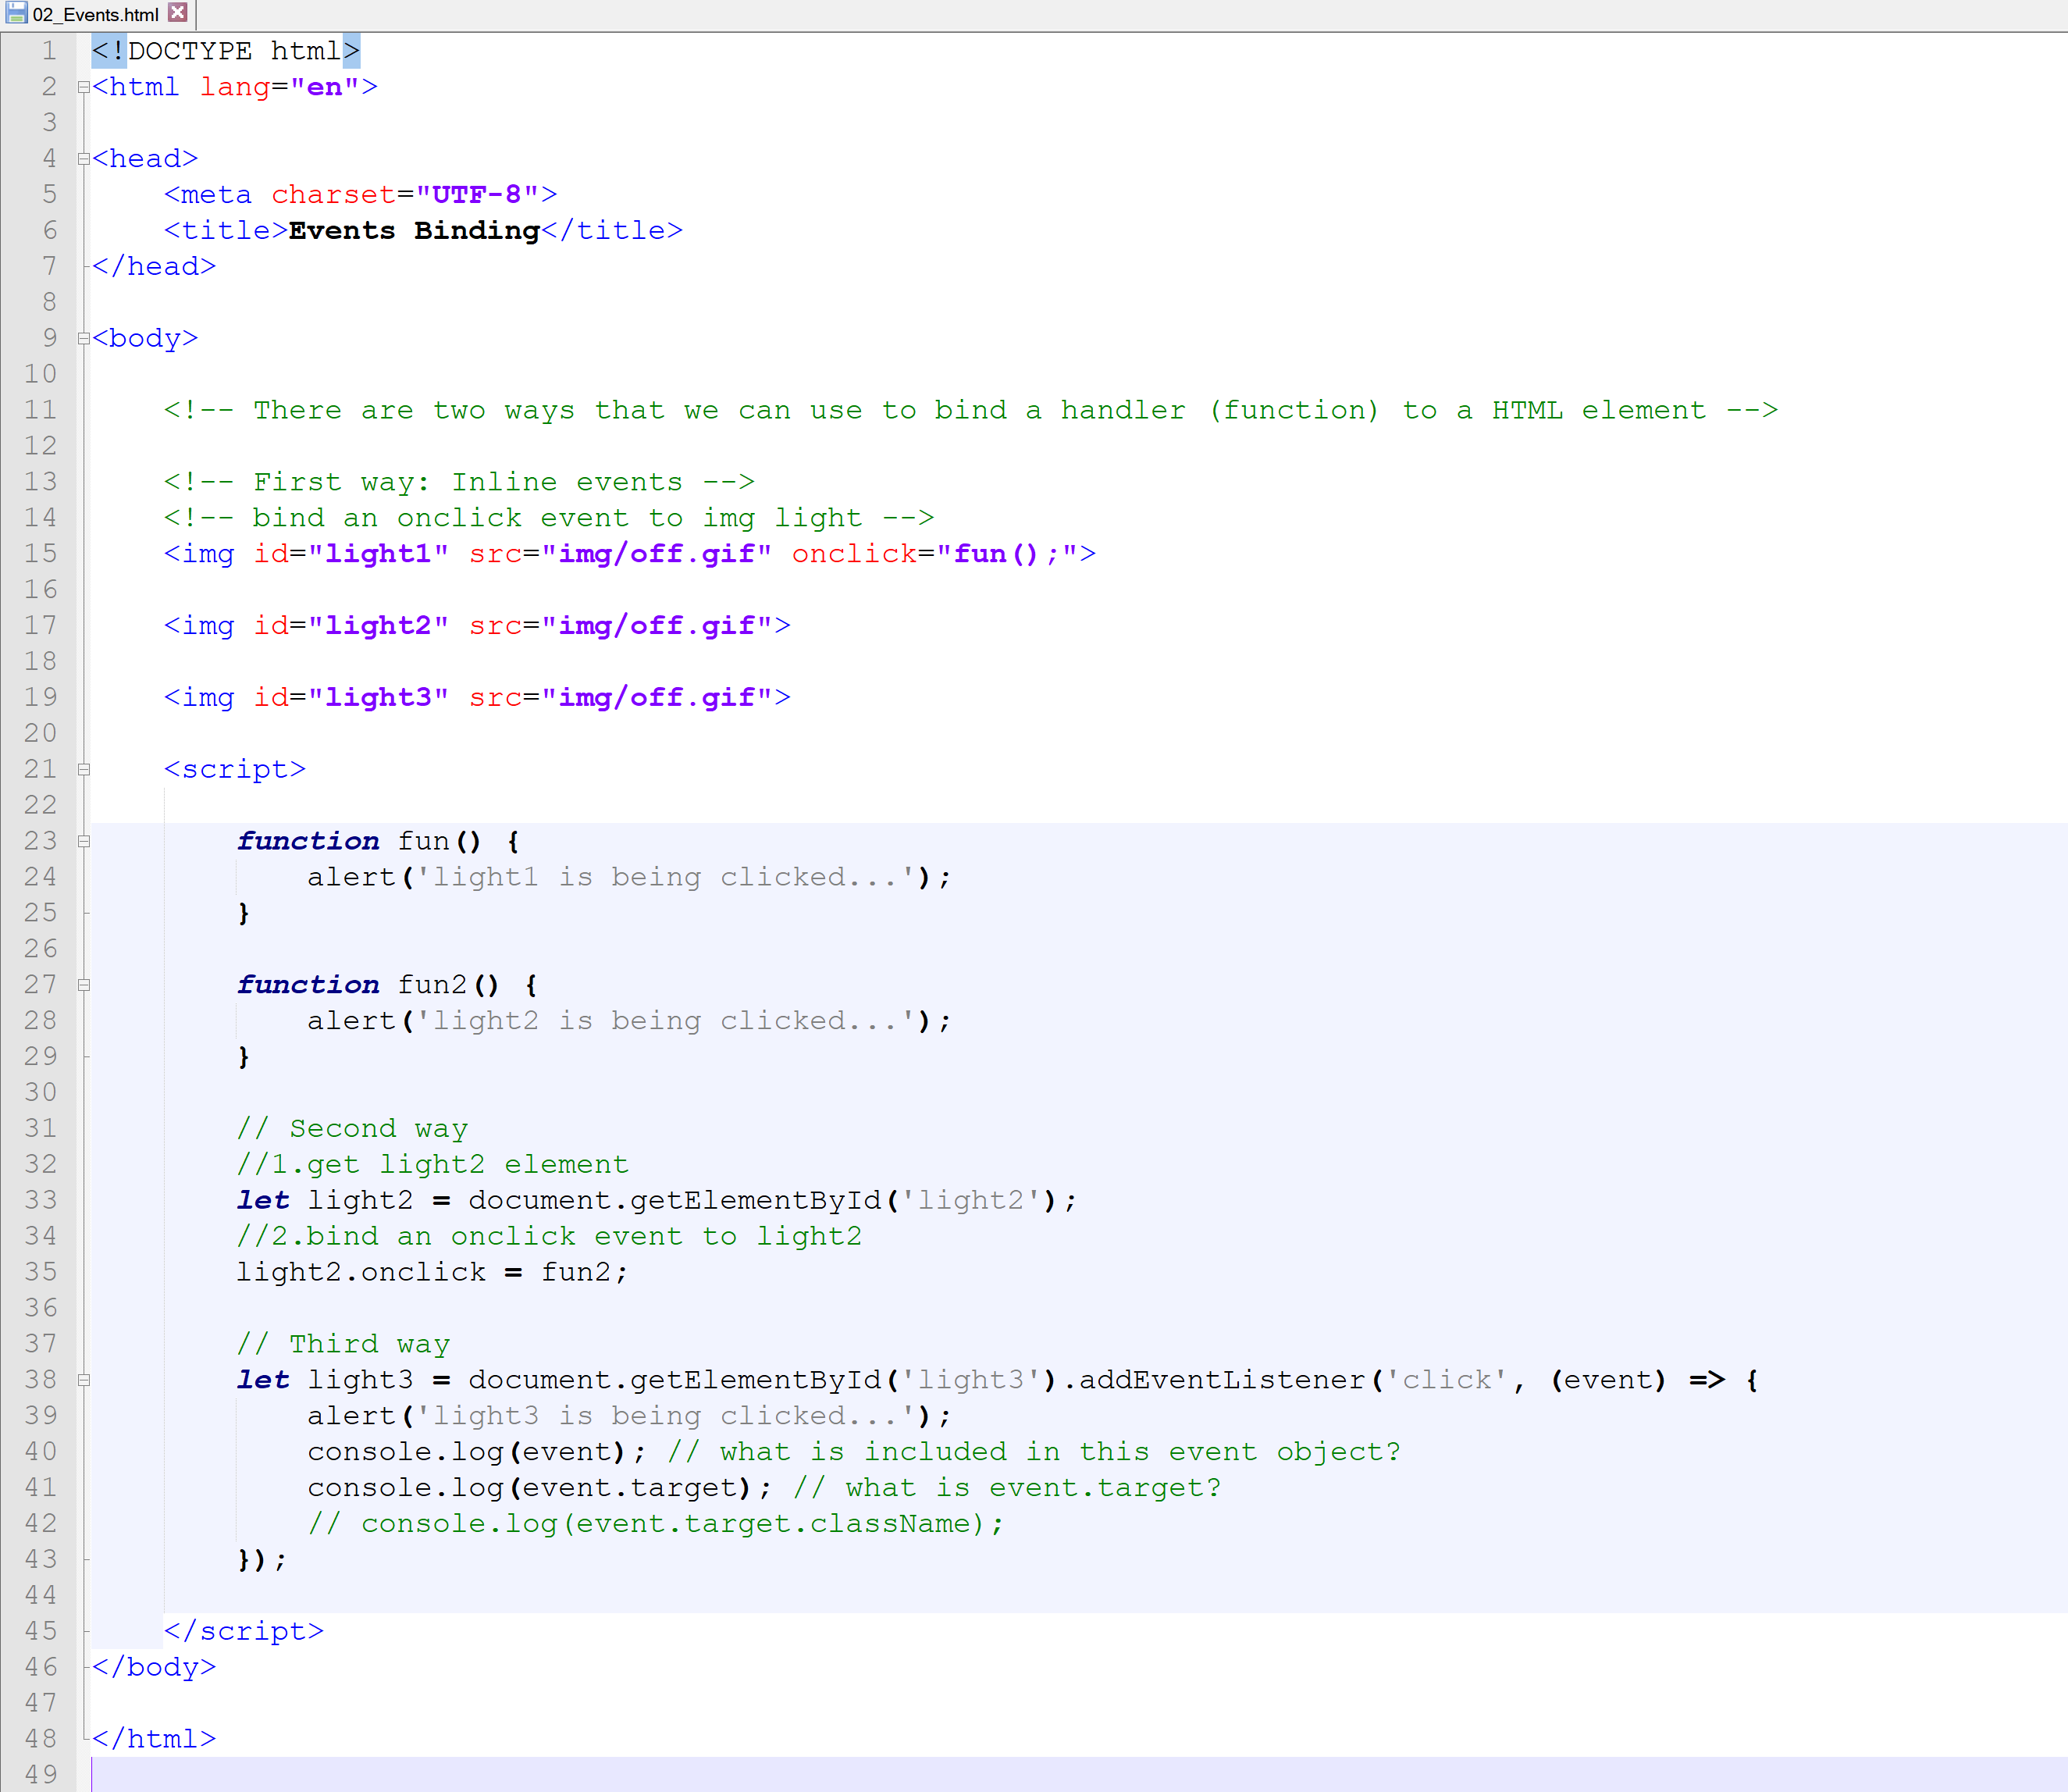 02_Events.html
1 <!DOCTYPE html>
2 <html lang="en">
3
4 <head>
5     <meta charset="UTF-8">
6     <title>Events Binding</title>
7 </head>
8
9 <body>
10
11     <!-- There are two ways that we can use to bind a handler (function) to a HTML element -->
12
13     <!-- First way: Inline events -->
14     <!-- bind an onclick event to img light -->
15     <img id="light1" src="img/off.gif" onclick="fun();">
16
17     <img id="light2" src="img/off.gif">
18
19     <img id="light3" src="img/off.gif">
20
21     <script>
22
23         function fun() {
24             alert('light1 is being clicked...');
25         }
26
27         function fun2() {
28             alert('light2 is being clicked...');
29         }
30
31         // Second way
32         //1.get light2 element
33         let light2 = document.getElementById('light2');
34         //2.bind an onclick event to light2
35         light2.onclick = fun2;
36
37         // Third way
38         let light3 = document.getElementById('light3').addEventListener('click', (event) => {
39             alert('light3 is being clicked...');
40             console.log(event); // what is included in this event object?
41             console.log(event.target); // what is event.target?
42             // console.log(event.target.className);
43         });
44
45     </script>
46 </body>
47
48 </html>
49